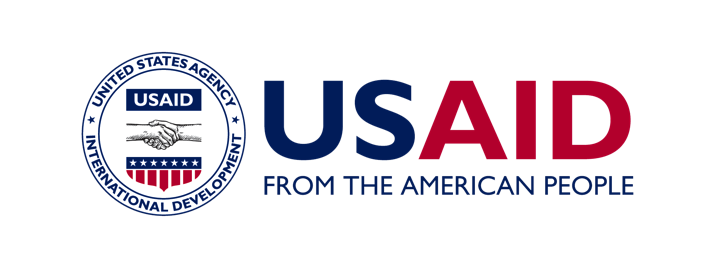 UNITED STATES AGENCY
USAID
INTERNATIONAL DEVELOPMENT
USAID
FROM THE AMERICAN PEOPLE